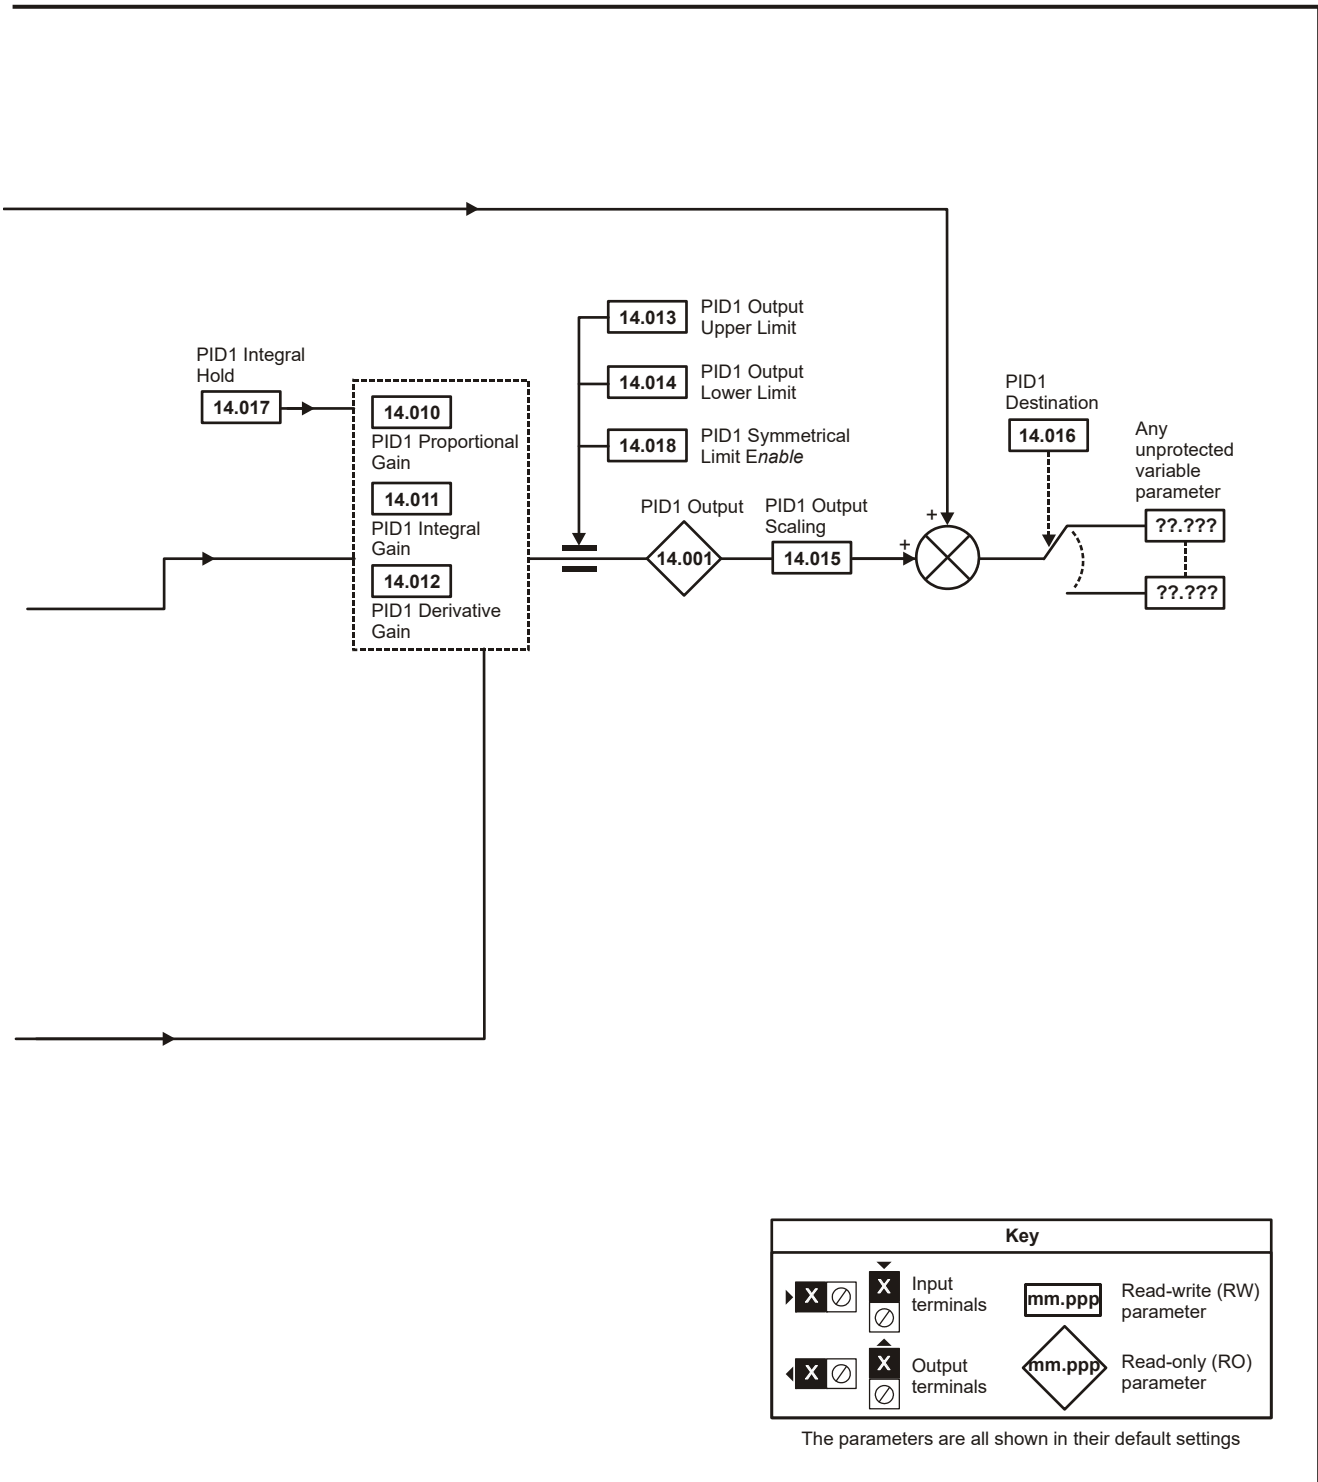 PID1 Output
Upper Limit
14.013
PID1 Integral
Hold
14.017
PID1 Output
Lower Limit
14.014
PID1
Destination
14.016
14.010
PID1 Proportional
Gain
PID1 Symmetrical
Limit Enable
14.018
Any
unprotected
variable
parameter
14.011
PID1 Integral
Gain
PID1 Output
14.001
PID1 Output
Scaling
14.015
+
+
??.???
??.???
14.012
PID1 Derivative
Gain
Key
X
X
Input
terminals
mm.ppp
Read-write (RW)
parameter
X
X
Output
terminals
mm.ppp
Read-only (RO)
parameter
The parameters are all shown in their default settings